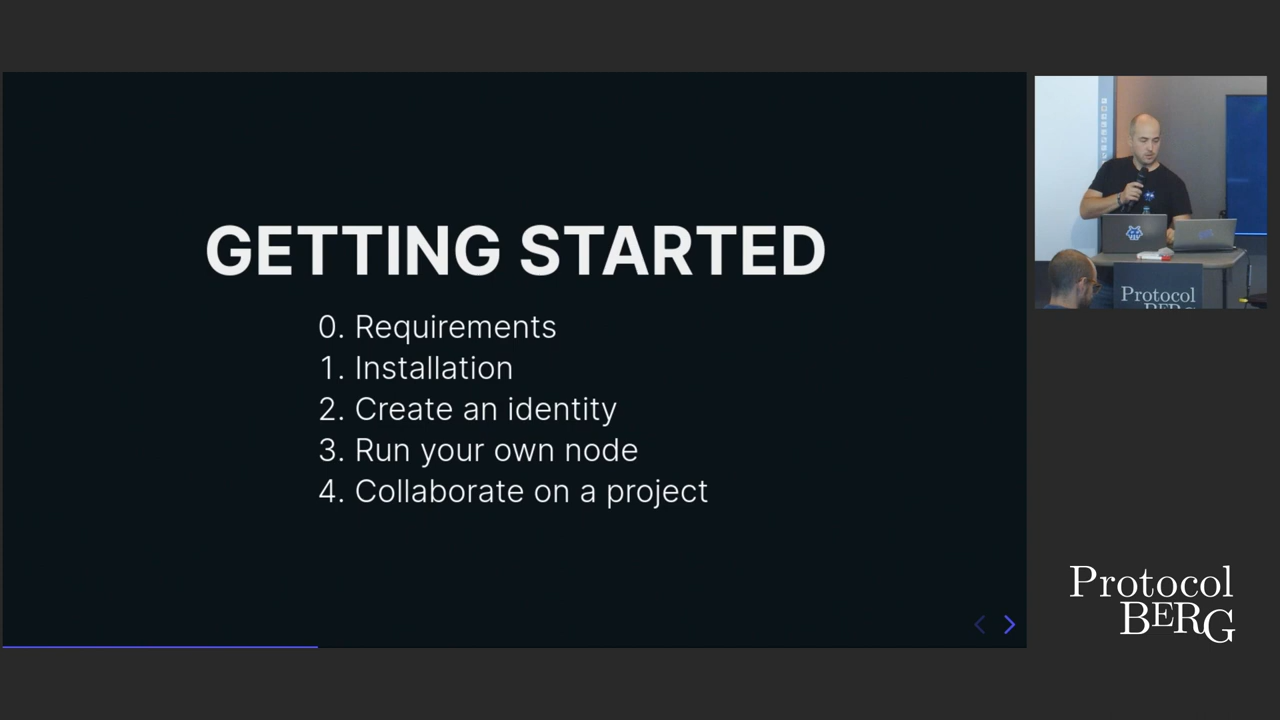 GETTING STARTED
0. Requirements
1. Installation
2. Create an identity
3. Run your own node
4. Collaborate on a project
Protocol
BERG
Protocol
BERG